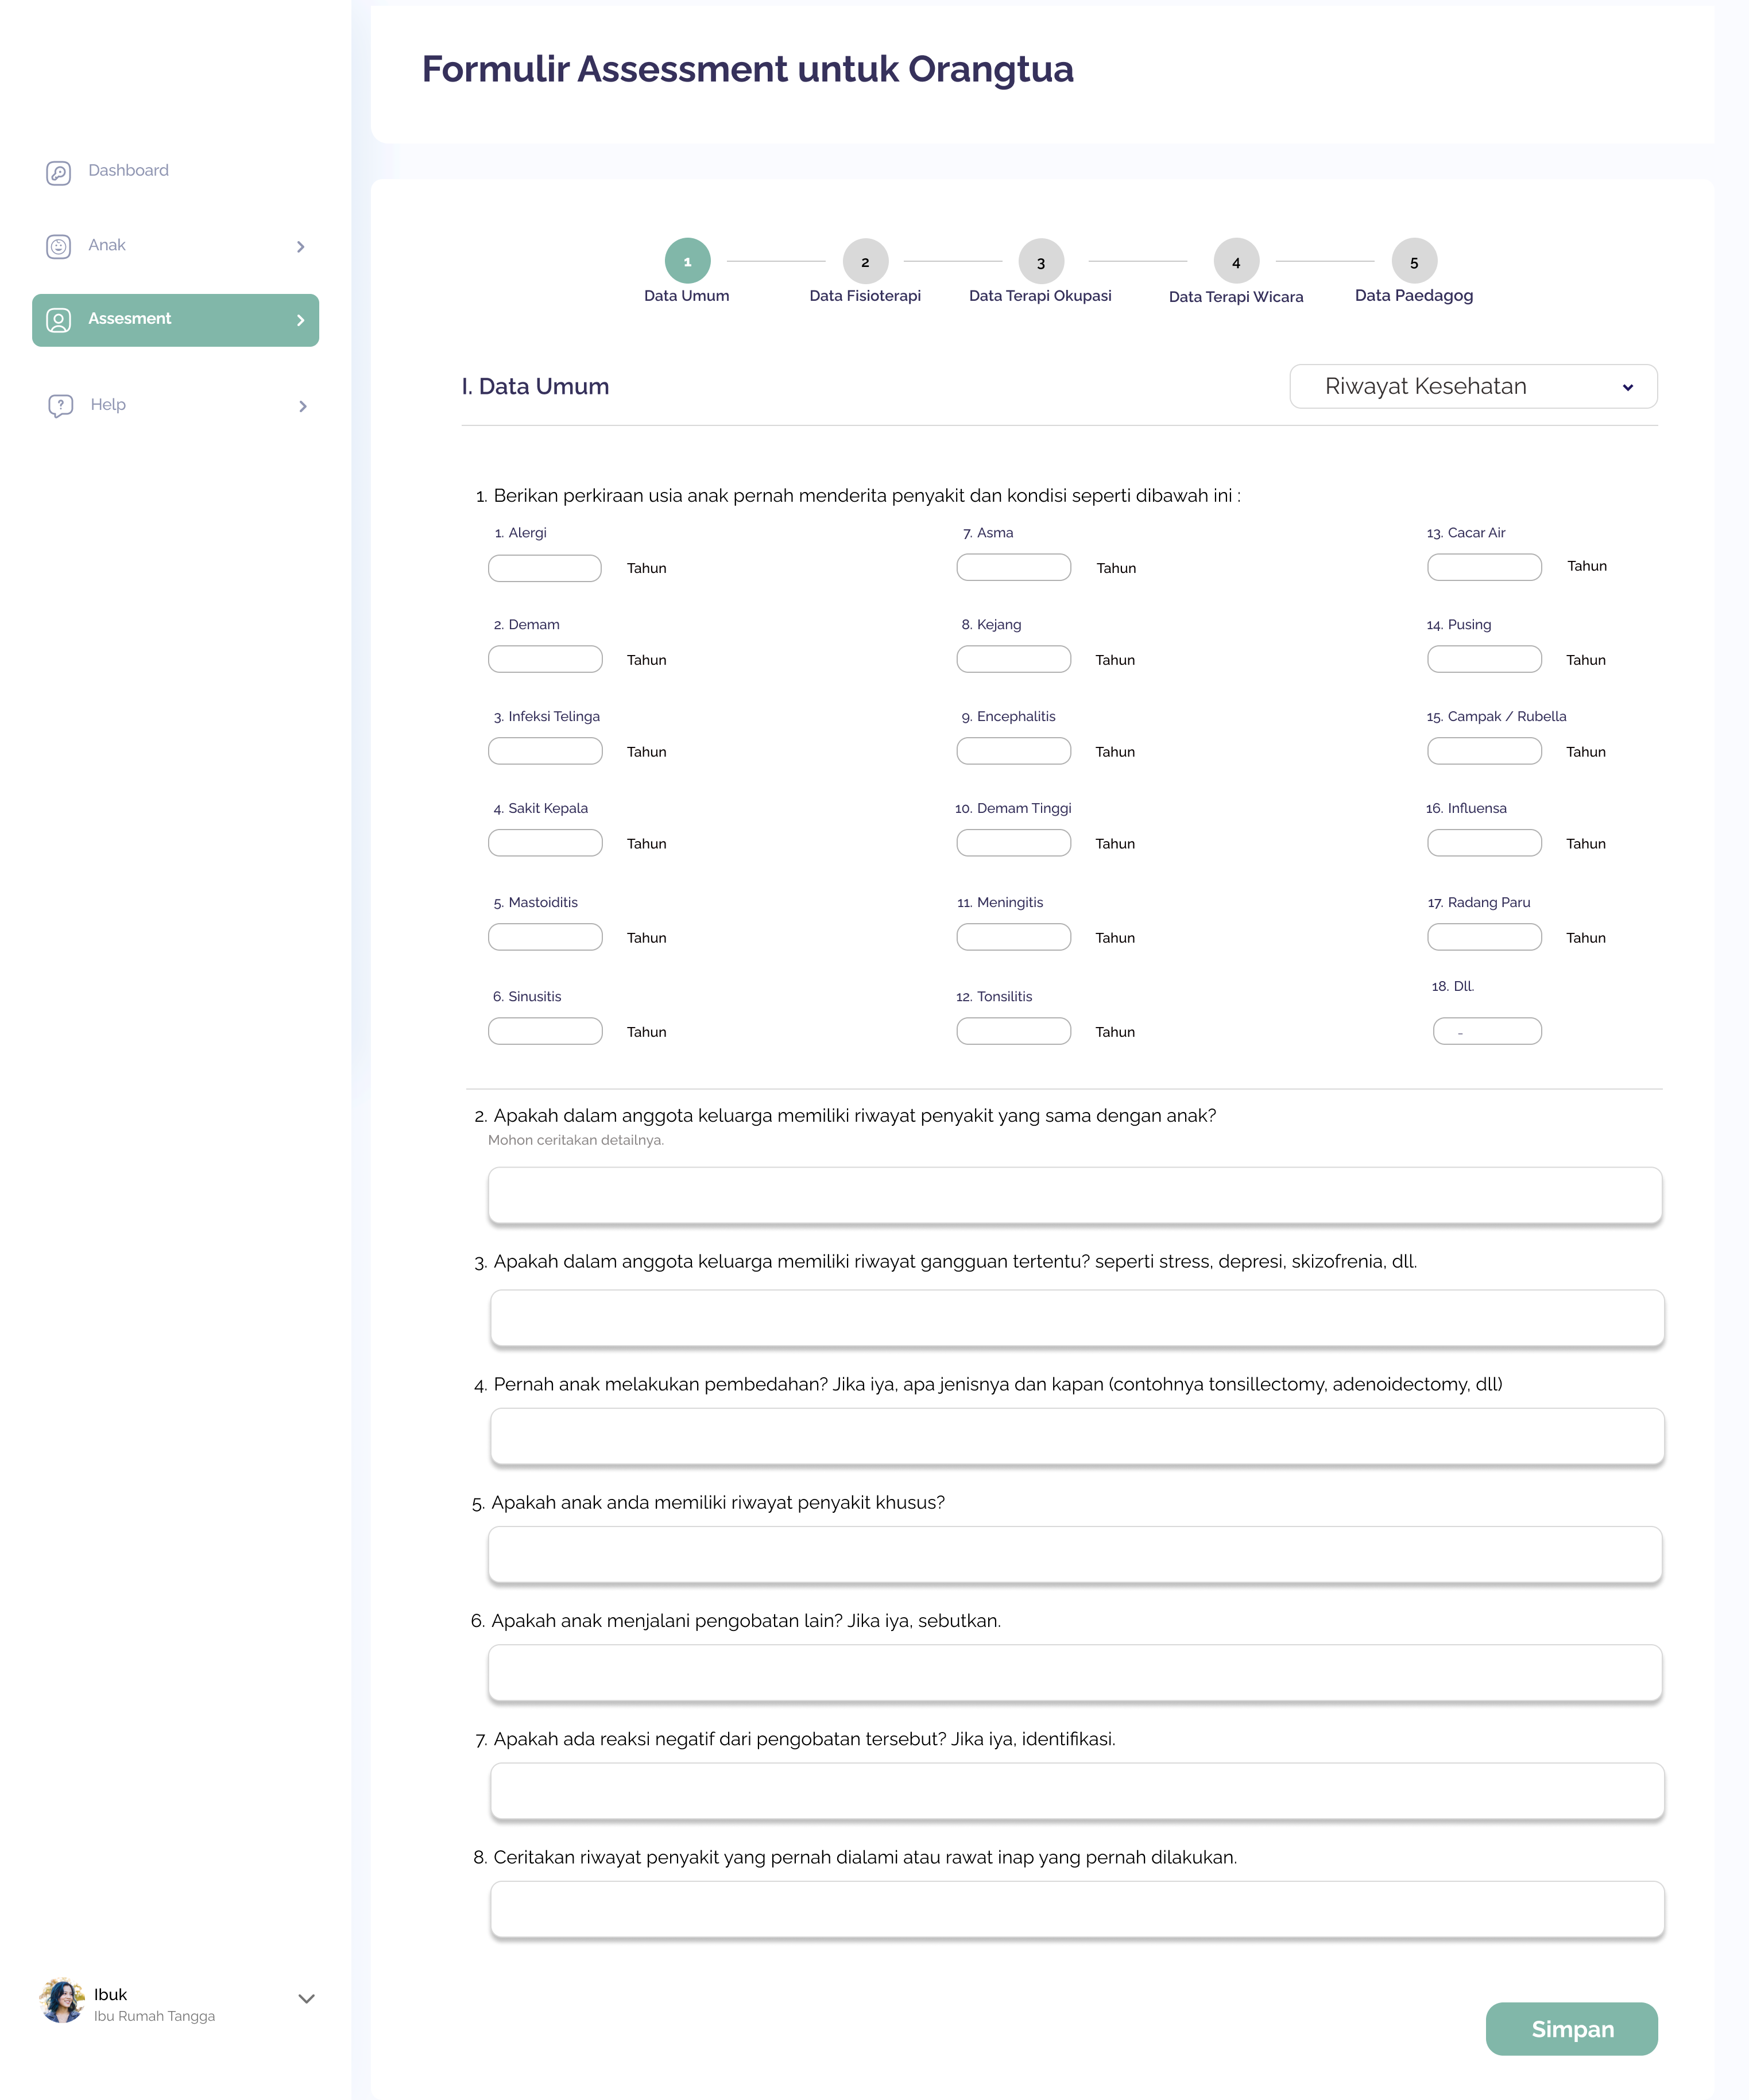 Formulir Assessment untuk Orangtua
Dashboard
Anak
Assesment
Help
1
2
3
4
5
Data Umum
Data Fisioterapi
Data Terapi Okupasi
Data Terapi Wicara
Data Paedagog
I. Data Umum
Riwayat Kesehatan
1. Berikan perkiraan usia anak pernah menderita penyakit dan kondisi seperti dibawah ini :
1. Alergi
Tahun
7. Asma
Tahun
13. Cacar Air
Tahun
2. Demam
Tahun
8. Kejang
Tahun
14. Pusing
Tahun
3. Infeksi Telinga
Tahun
9. Encephalitis
Tahun
15. Campak / Rubella
Tahun
4. Sakit Kepala
Tahun
10. Demam Tinggi
Tahun
16. Influensa
Tahun
5. Mastoiditis
Tahun
11. Meningitis
Tahun
17. Radang Paru
Tahun
6. Sinusitis
Tahun
12. Tonsilitis
Tahun
18. Dll.
-
2. Apakah dalam anggota keluarga memiliki riwayat penyakit yang sama dengan anak?
Mohon ceritakan detailnya.
3. Apakah dalam anggota keluarga memiliki riwayat gangguan tertentu? seperti stress, depresi, skizofrenia, dll.
4. Pernah anak melakukan pembedahan? Jika iya, apa jenisnya dan kapan (contohnya tonsillectomy, adenoidectomy, dll)
5. Apakah anak anda memiliki riwayat penyakit khusus?
6. Apakah anak menjalani pengobatan lain? Jika iya, sebutkan.
7. Apakah ada reaksi negatif dari pengobatan tersebut? Jika iya, identifikasi.
8. Ceritakan riwayat penyakit yang pernah dialami atau rawat inap yang pernah dilakukan.
Ibuk
Ibu Rumah Tangga
Simpan